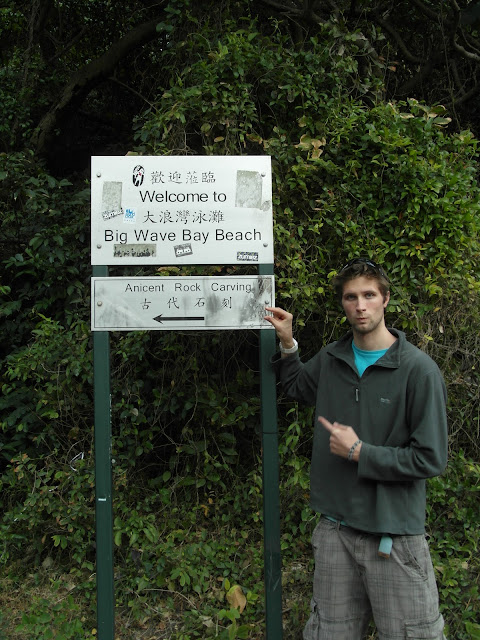 歡迎蒞臨
Welcome to
大浪灣泳灘
Big Wave Bay Beach
Anicent Rock Carving
古代石刻